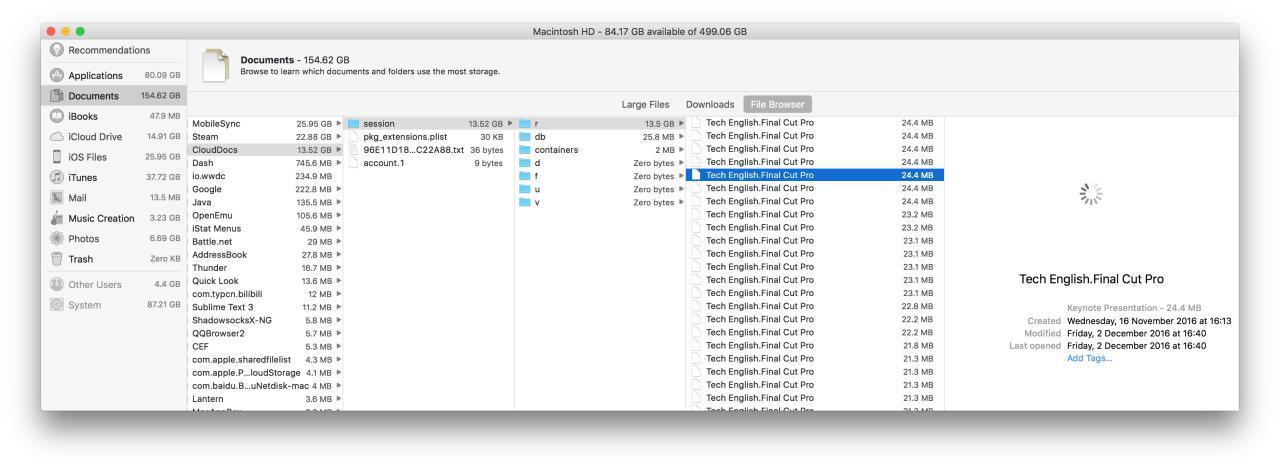 Macintosh HD - 84.17 GB available of 499.06 GB
Recommendations
Applications 80.09 GB
Documents 154.62 GB
iBooks 47.9 MB
iCloud Drive 14.91 GB
iOS Files 25.95 GB
iTunes 37.72 GB
Mail 13.5 MB
Music Creation 3.23 GB
Photos 6.69 GB
Trash Zero KB
Other Users 4.4 GB
System 87.21 GB
Documents - 154.62 GB
Browse to learn which documents and folders use the most storage.
Large Files Downloads File Browser
MobileSync 25.95 GB
Steam 22.88 GB
CloudDocs 13.52 GB
Dash 745.6 MB
io.wwdc 234.9 MB
Google 222.8 MB
Java 135.5 MB
OpenEmu 105.6 MB
iStat Menus 45.9 MB
Battle.net 29 MB
AddressBook 27.8 MB
Thunder 16.7 MB
Quick Look 13.6 MB
com.typcn.bilibili 12 MB
Sublime Text 3 11.2 MB
ShadowsocksX-NG 5.8 MB
QQBrowser2 5.7 MB
CEF 5.3 MB
com.apple.sharedfilelist 4.3 MB
com.apple.P...loudStorage 4.1 MB
com.baidu.B...uNetdisk-mac 4 MB
Lantern 3.6 MB
session 13.52 GB
pkg_extensions.plist 30 KB
96E11D18...C22A88.txt 36 bytes
account.1 9 bytes
r 13.5 GB
db 25.8 MB
containers 2 MB
d Zero bytes
f Zero bytes
u Zero bytes
v Zero bytes
Tech English.Final Cut Pro 24.4 MB
Tech English.Final Cut Pro 24.4 MB
Tech English.Final Cut Pro 24.4 MB
Tech English.Final Cut Pro 24.4 MB
Tech English.Final Cut Pro 24.4 MB
Tech English.Final Cut Pro 24.4 MB
Tech English.Final Cut Pro 24.4 MB
Tech English.Final Cut Pro 23.2 MB
Tech English.Final Cut Pro 23.2 MB
Tech English.Final Cut Pro 23.1 MB
Tech English.Final Cut Pro 23.1 MB
Tech English.Final Cut Pro 23.1 MB
Tech English.Final Cut Pro 23.1 MB
Tech English.Final Cut Pro 23.1 MB
Tech English.Final Cut Pro 22.8 MB
Tech English.Final Cut Pro 22.2 MB
Tech English.Final Cut Pro 22.2 MB
Tech English.Final Cut Pro 21.8 MB
Tech English.Final Cut Pro 21.3 MB
Tech English.Final Cut Pro 21.3 MB
Tech English.Final Cut Pro 21.3 MB
Tech English.Final Cut Pro 21.3 MB
Tech English.Final Cut Pro 21.3 MB
Tech English.Final Cut Pro
Keynote Presentation - 24.4 MB
Created Wednesday, 16 November 2016 at 16:13
Modified Friday, 2 December 2016 at 16:40
Last opened Friday, 2 December 2016 at 16:40
Add Tags...